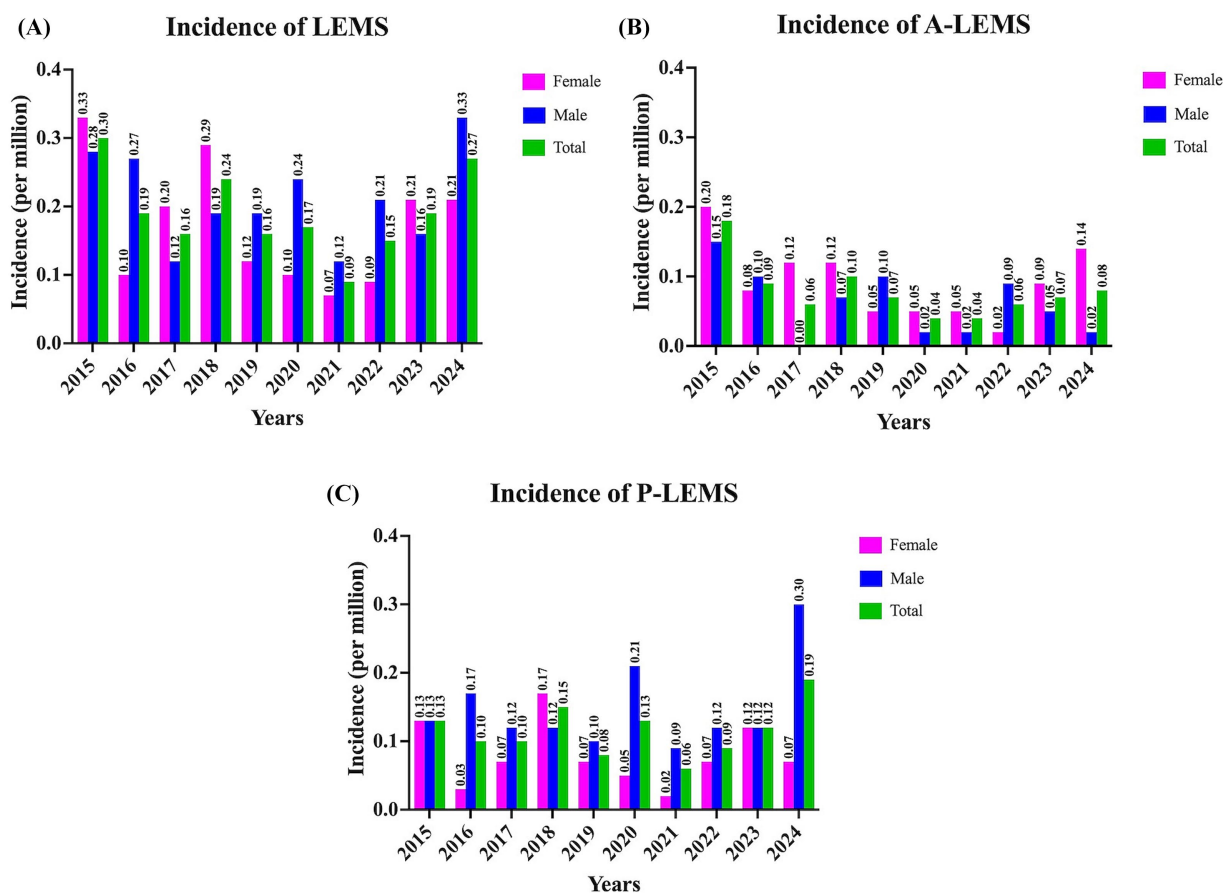 (A)
Incidence of LEMS
Incidence (per million)
0.4
0.3
0.2
0.1
0.0
0.33 0.28 0.30
0.10 0.27 0.19
0.20 0.12 0.16
0.29 0.19 0.24
0.12 0.19 0.16
0.10 0.24 0.17
0.07 0.12 0.09
0.09 0.21 0.15
0.21 0.16 0.19
0.21 0.33 0.27
2015 2016 2017 2018 2019 2020 2021 2022 2023 2024
Years
Female
Male
Total
(B)
Incidence of A-LEMS
Incidence (per million)
0.4
0.3
0.2
0.1
0.0
0.20 0.15 0.18
0.08 0.10 0.09
0.12 0.00 0.06
0.12 0.07 0.10
0.05 0.10 0.07
0.05 0.02 0.04
0.05 0.02 0.04
0.02 0.09 0.06
0.09 0.05 0.07
0.14 0.02 0.08
2015 2016 2017 2018 2019 2020 2021 2022 2023 2024
Years
Female
Male
Total
(C)
Incidence of P-LEMS
Incidence (per million)
0.4
0.3
0.2
0.1
0.0
0.13 0.13 0.13
0.03 0.17 0.10
0.07 0.12 0.10
0.17 0.12 0.15
0.07 0.10 0.08
0.05 0.21 0.13
0.02 0.09 0.06
0.07 0.12 0.09
0.12 0.12 0.12
0.07 0.30 0.19
2015 2016 2017 2018 2019 2020 2021 2022 2023 2024
Years
Female
Male
Total